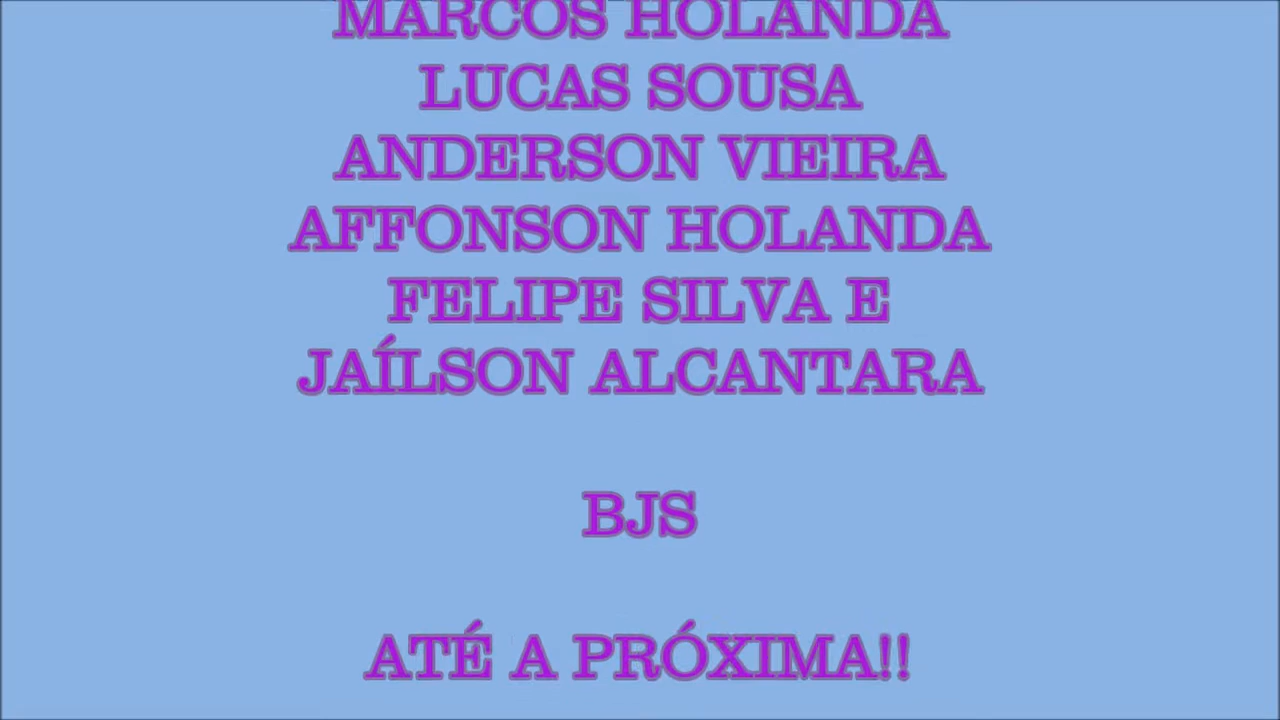 MARCOS HOLANDA
LUCAS SOUSA
ANDERSON VIEIRA
AFFONSON HOLANDA
FELIPE SILVA E
JAÍLSON ALCANTARA
BJS
ATÉ A PRÓXIMA!!